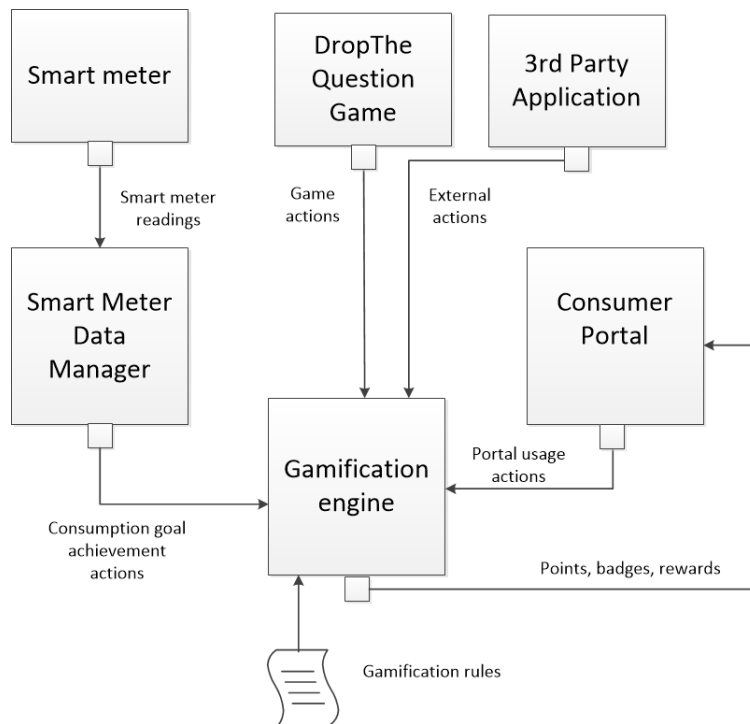 Smart meter
DropThe
Question
Game
3rd Party
Application
Smart meter
readings
Game
actions
External
actions
Smart Meter
Data
Manager
Consumer
Portal
Gamification
engine
Portal usage
actions
Consumption goal
achievement
actions
Points, badges, rewards
Gamification rules